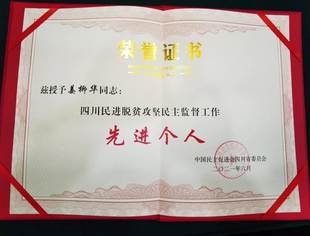 荣誉证书
兹授予姜柳华同志:
四川民进脱贫攻坚民主监督工作
先进个人
中国民主促进会四川省委员会
二〇二一年六月